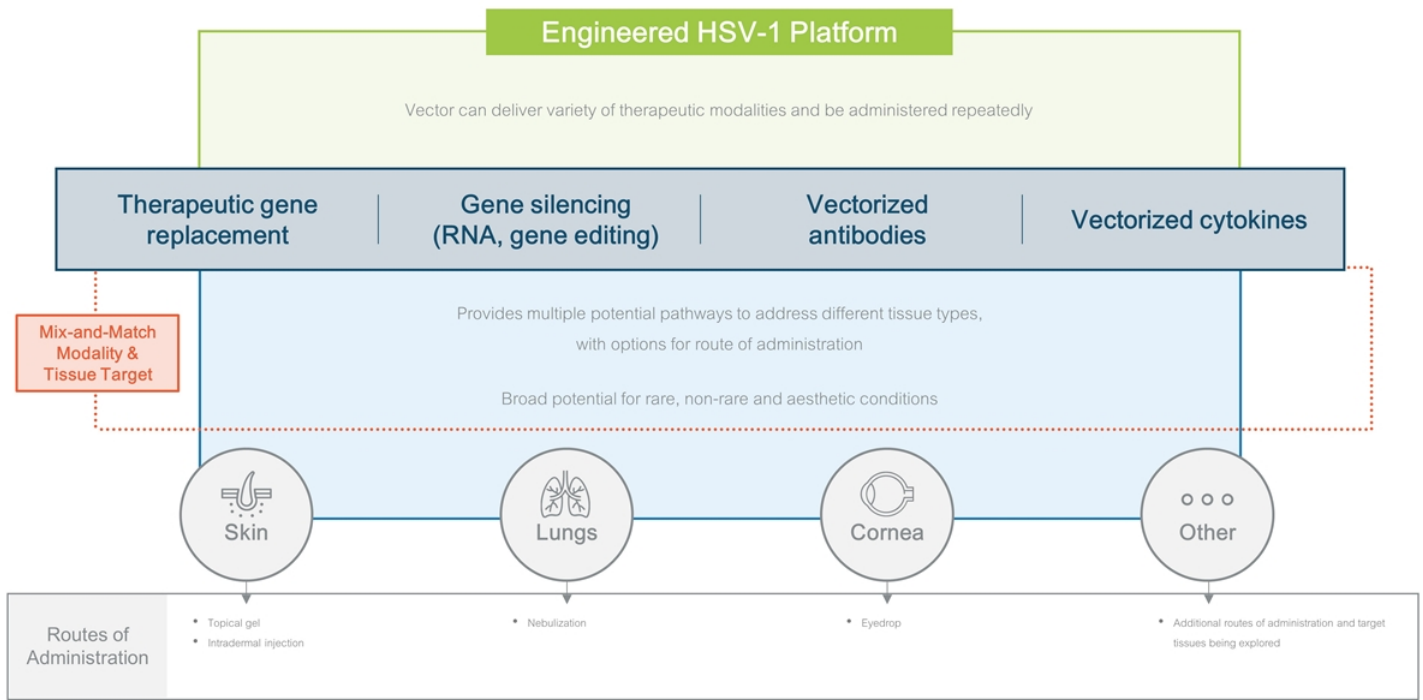 Engineered HSV-1 Platform
Vector can deliver variety of therapeutic modalities and be administered repeatedly
Therapeutic gene
replacement
Gene silencing
(RNA, gene editing)
Vectorized
antibodies
Vectorized cytokines
Mix-and-Match
Modality &
Tissue Target
Provides multiple potential pathways to address different tissue types,
with options for route of administration
Broad potential for rare, non-rare and aesthetic conditions
Skin
Lungs
Cornea
Other
Routes of
Administration
• Topical gel
• Intradermal injection
• Nebulization
• Eyedrop
• Additional routes of administration and target
tissues being explored